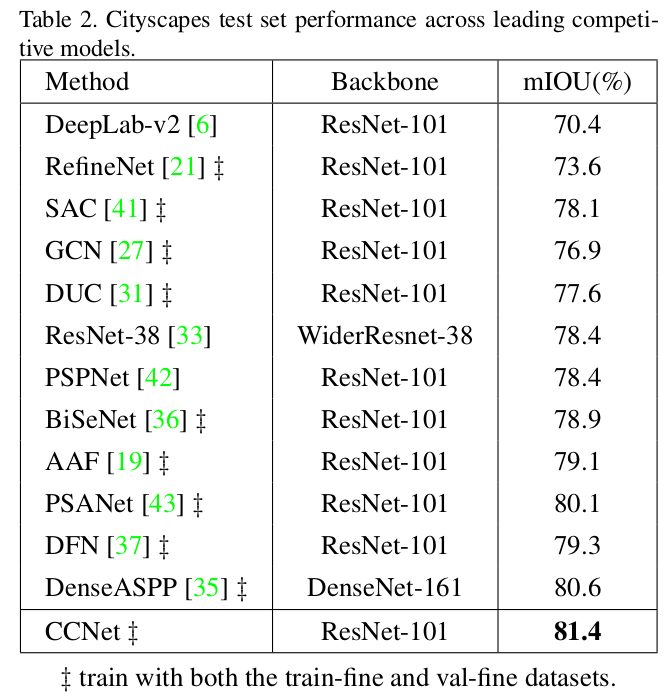 Table 2. Cityscapes test set performance across leading competi-
tive models.
Method Backbone mIOU(%)
DeepLab-v2 [6] ResNet-101 70.4
RefineNet [21] ‡ ResNet-101 73.6
SAC [41] ‡ ResNet-101 78.1
GCN [27] ‡ ResNet-101 76.9
DUC [31] ‡ ResNet-101 77.6
ResNet-38 [33] WiderResnet-38 78.4
PSPNet [42] ResNet-101 78.4
BiSeNet [36] ‡ ResNet-101 78.9
AAF [19] ‡ ResNet-101 79.1
PSANet [43] ‡ ResNet-101 80.1
DFN [37] ‡ ResNet-101 79.3
DenseASPP [35] ‡ DenseNet-161 80.6
CCNet ‡ ResNet-101 81.4
‡ train with both the train-fine and val-fine datasets.